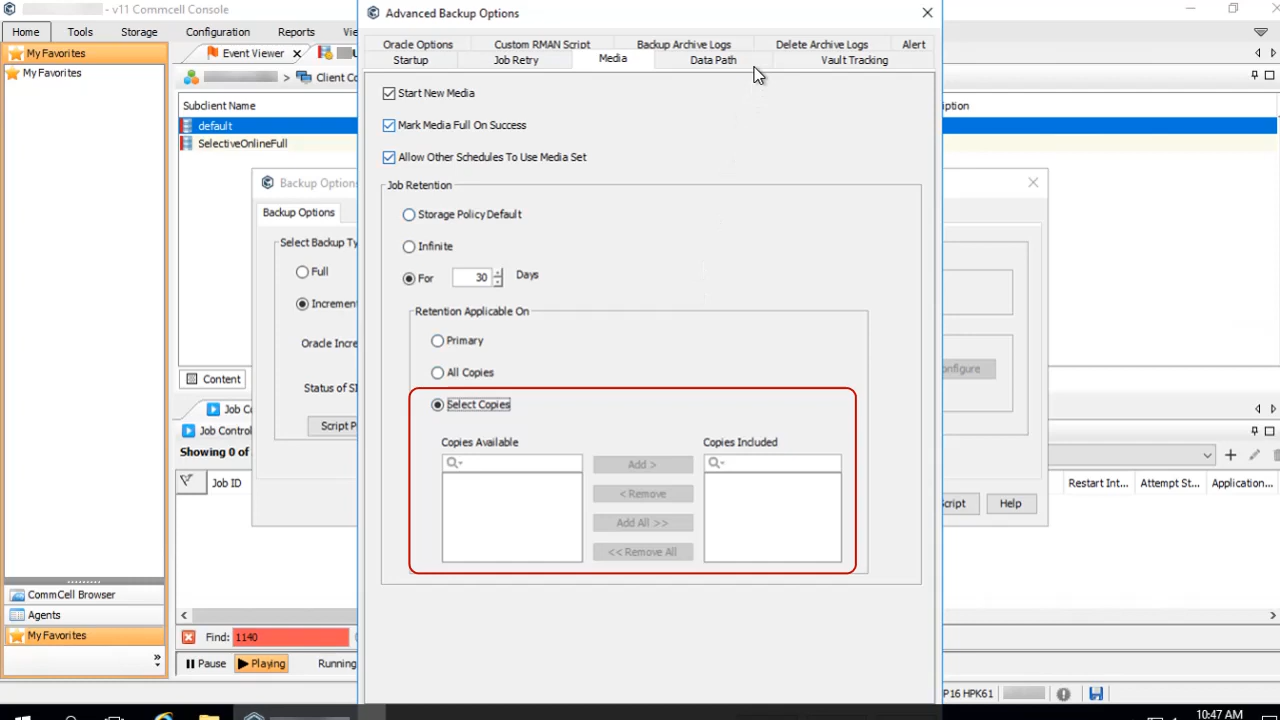 - v11 Commcell Console
Advanced Backup Options
Home
Tools
Storage
Configuration
Reports
My Favorites
My Favorites
Event Viewer
> Client Co
Subclient Name
default
SelectiveOnlineFull
iption
Oracle Options
Custom RMAN Script
Backup Archive Logs
Delete Archive Logs
Alert
Startup
Job Retry
Media
Data Path
Vault Tracking
Start New Media
Mark Media Full On Success
Allow Other Schedules To Use Media Set
Job Retention
Storage Policy Default
Infinite
For 30 Days
Retention Applicable On
Primary
All Copies
Select Copies
Copies Available
Copies Included
Add >
< Remove
Add All >>
<< Remove All
Backup Options
Backup Options
Select Backup Ty
Full
Increment
Oracle Incre
Status of SI
Script P
onfigure
cript
Help
Content
Job Co
Job Control
Showing 0 of
Job ID
Restart Int...
Attempt St...
Application...
CommCell Browser
Agents
My Favorites
Find: 1140
Pause
Playing
Running
P16 HPK61
10:47 AM